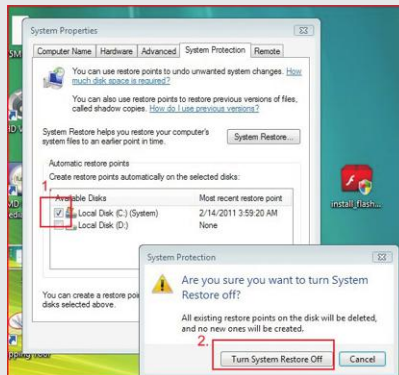 System Properties
Computer Name
Hardware
Advanced
System Protection
Remote
You can use restore points to undo unwanted system changes. How
much disk space is required?
You can also use restore points to restore previous versions of files,
called shadow copies. How do I use previous versions?
System Restore helps you restore your computer's
system files to an earlier point in time.
System Restore...
Automatic restore points
Create restore points automatically on the selected disks:
1.
Available Disks
Most recent restore point
Local Disk (C:) (System)
2/14/2011 3:59:20 AM
Local Disk (D:)
None
You can create a restore
disks selected above.
install_flash...
System Protection
Are you sure you want to turn System
Restore off?
All existing restore points on the disk will be deleted,
and no new ones will be created.
2.
Turn System Restore Off
Cancel